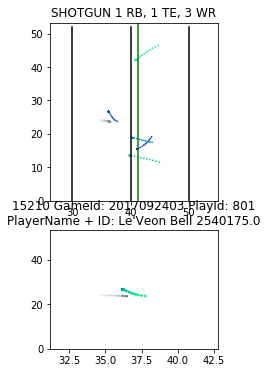 SHOTGUN 1 RB, 1 TE, 3 WR
50
40
30
20
10
0
30 40 50
15210 GameId: 2017092403 PlayId: 801
PlayerName + ID: Le'Veon Bell 2540175.0
40
20
0
32.5 35.0 37.5 40.0 42.5